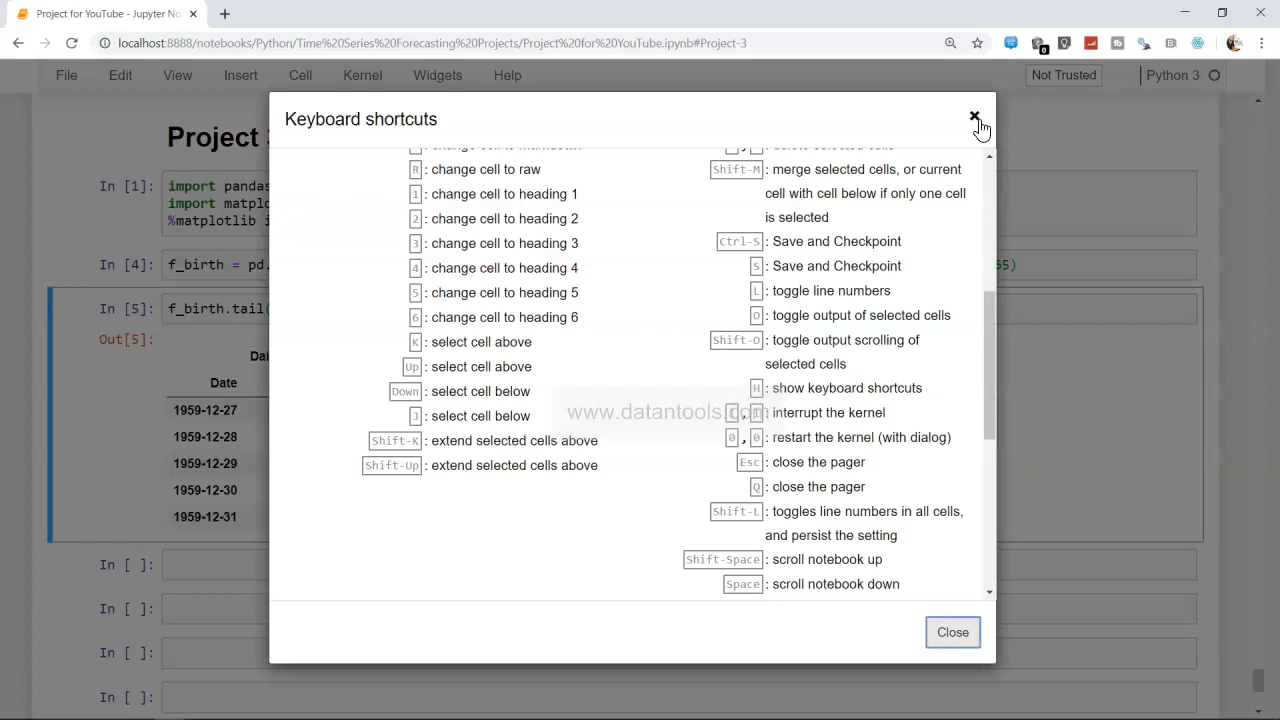 Project for YouTube - Jupyter No
localhost:8888/notebooks/Python/Time%20Series%20Forecasting%20Projects/Project%20for%20YouTube.ipynb#Project-3
0
File Edit View Insert Cell Kernel Widgets Help Not Trusted Python 3
Keyboard shortcuts
Project
In [1]: import pandas
import matp
%matplotlib i
In [4]: f_birth = pd.
In [5]: f_birth.tail(
Out[5]:
Dai
Date
1959-12-27
1959-12-28
1959-12-29
1959-12-30
1959-12-31
In [ ]:
In [ ]:
In [ ]:
In [ ]:
R : change cell to raw
1 : change cell to heading 1
2 : change cell to heading 2
3 : change cell to heading 3
4 : change cell to heading 4
5 : change cell to heading 5
6 : change cell to heading 6
K : select cell above
Up : select cell above
Down : select cell below
J : select cell below
Shift-K : extend selected cells above
Shift-Up : extend selected cells above
Shift-M : merge selected cells, or current
cell with cell below if only one cell
is selected
Ctrl-S : Save and Checkpoint
S : Save and Checkpoint
L : toggle line numbers
O : toggle output of selected cells
Shift-O : toggle output scrolling of
selected cells
H : show keyboard shortcuts
I , I : interrupt the kernel
0 , 0 : restart the kernel (with dialog)
Esc : close the pager
Q : close the pager
Shift-L : toggles line numbers in all cells,
and persist the setting
Shift-Space : scroll notebook up
Space : scroll notebook down
www.datantools.com
Close